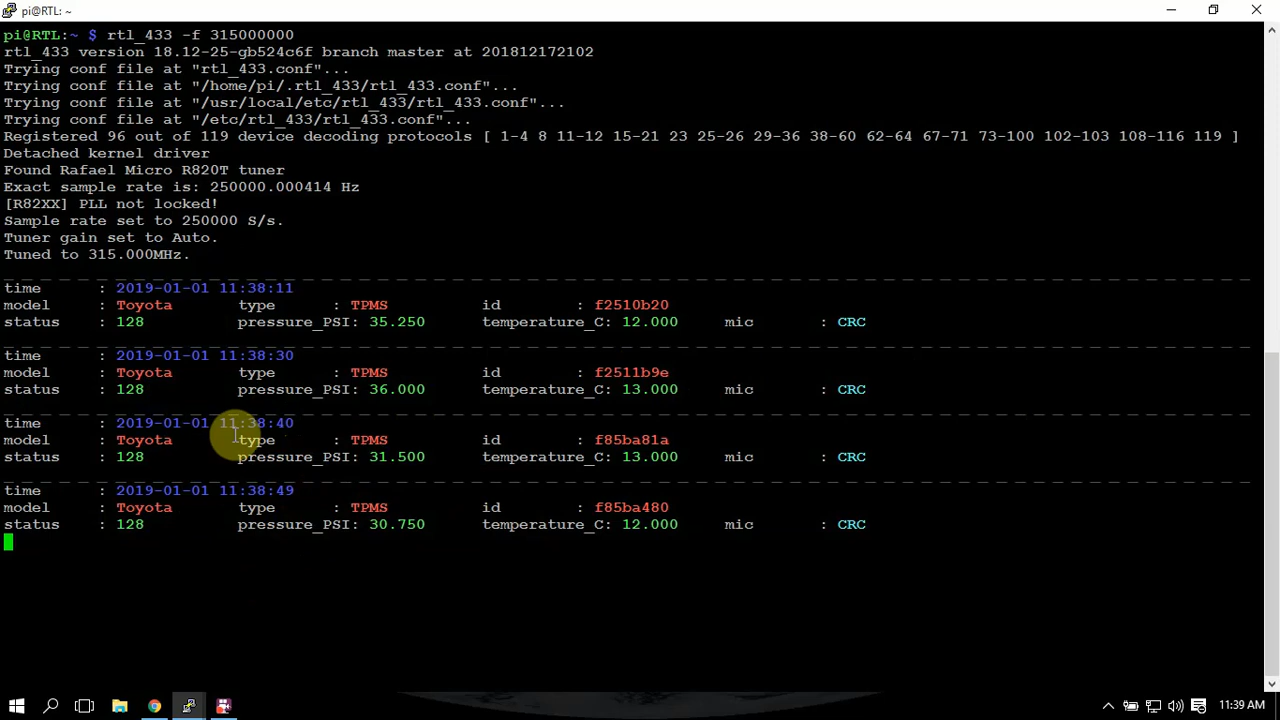 pi@RTL: ~
pi@RTL:~ $ rtl_433 -f 315000000
rtl_433 version 18.12-25-gb524c6f branch master at 201812172102
Trying conf file at "rtl_433.conf"...
Trying conf file at "/home/pi/.rtl_433/rtl_433.conf"...
Trying conf file at "/usr/local/etc/rtl_433/rtl_433.conf"...
Trying conf file at "/etc/rtl_433/rtl_433.conf"...
Registered 96 out of 119 device decoding protocols [ 1-4 8 11-12 15-21 23 25-26 29-36 38-60 62-64 67-71 73-100 102-103 108-116 119 ]
Detached kernel driver
Found Rafael Micro R820T tuner
Exact sample rate is: 250000.000414 Hz
[R82XX] PLL not locked!
Sample rate set to 250000 S/s.
Tuner gain set to Auto.
Tuned to 315.000MHz.
time : 2019-01-01 11:38:11
model : Toyota type : TPMS id : f2510b20
status : 128 pressure_PSI: 35.250 temperature_C: 12.000 mic : CRC
time : 2019-01-01 11:38:30
model : Toyota type : TPMS id : f2511b9e
status : 128 pressure_PSI: 36.000 temperature_C: 13.000 mic : CRC
time : 2019-01-01 11:38:40
model : Toyota type : TPMS id : f85ba81a
status : 128 pressure_PSI: 31.500 temperature_C: 13.000 mic : CRC
time : 2019-01-01 11:38:49
model : Toyota type : TPMS id : f85ba480
status : 128 pressure_PSI: 30.750 temperature_C: 12.000 mic : CRC
11:39 AM